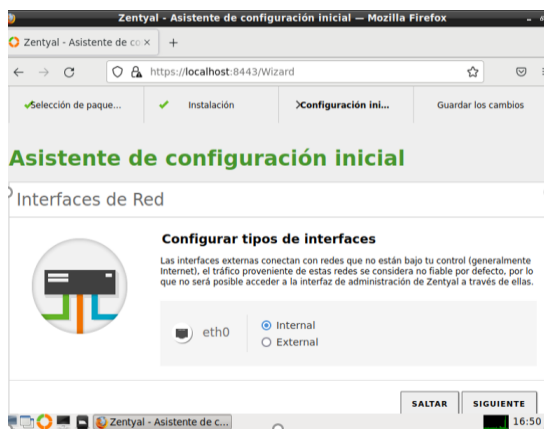 Zentyal - Asistente de configuración inicial — Mozilla Firefox
Zentyal - Asistente de co
https://localhost:8443/Wizard
Selección de paque...
Instalación
Configuración ini...
Guardar los cambios
Asistente de configuración inicial
Interfaces de Red
Configurar tipos de interfaces
Las interfaces externas conectan con redes que no están
bajo tu control (generalmente
Internet), el tráfico proveniente de estas redes se considera
no fiable por defecto, por lo
que no será posible acceder a la interfaz de administración
de Zentyal a través de ellas.
eth0
Internal
External
SALTAR
SIGUIENTE
Zentyal - Asistente de c...
16:50